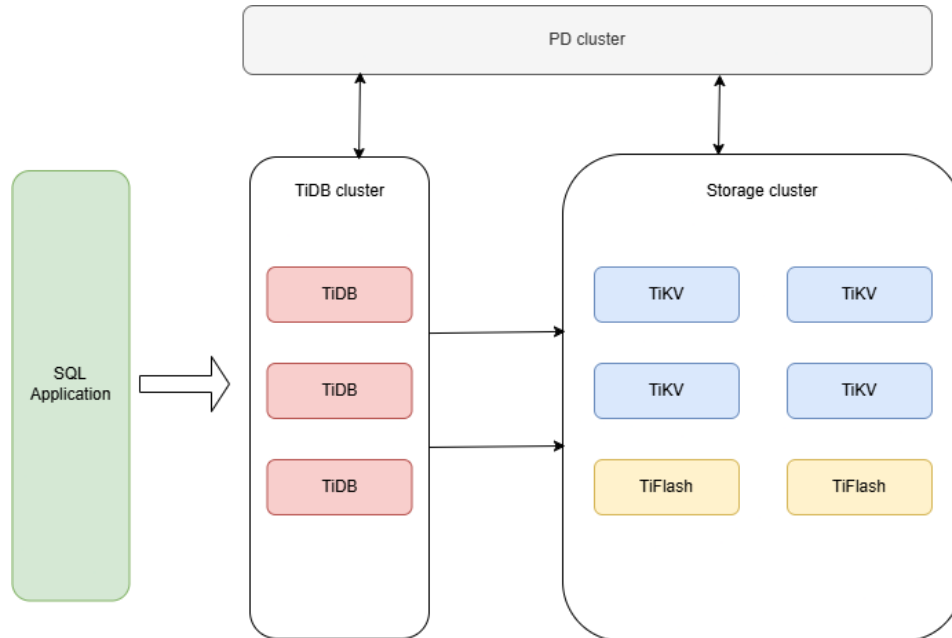 PD cluster
TiDB cluster
Storage cluster
TiDB
TiKV
TiKV
SQL
Application
TiDB
TiKV
TiKV
TiDB
TiFlash
TiFlash